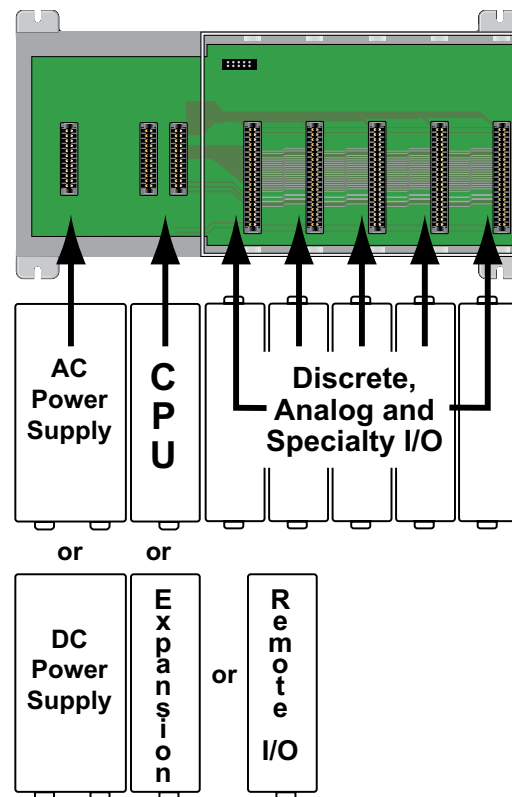 AC
Power
Supply
C
P
U
Discrete,
Analog and
Specialty I/O
or
or
DC
Power
Supply
E
x
p
a
n
s
i
o
n
or
R
e
m
o
t
e
I/O